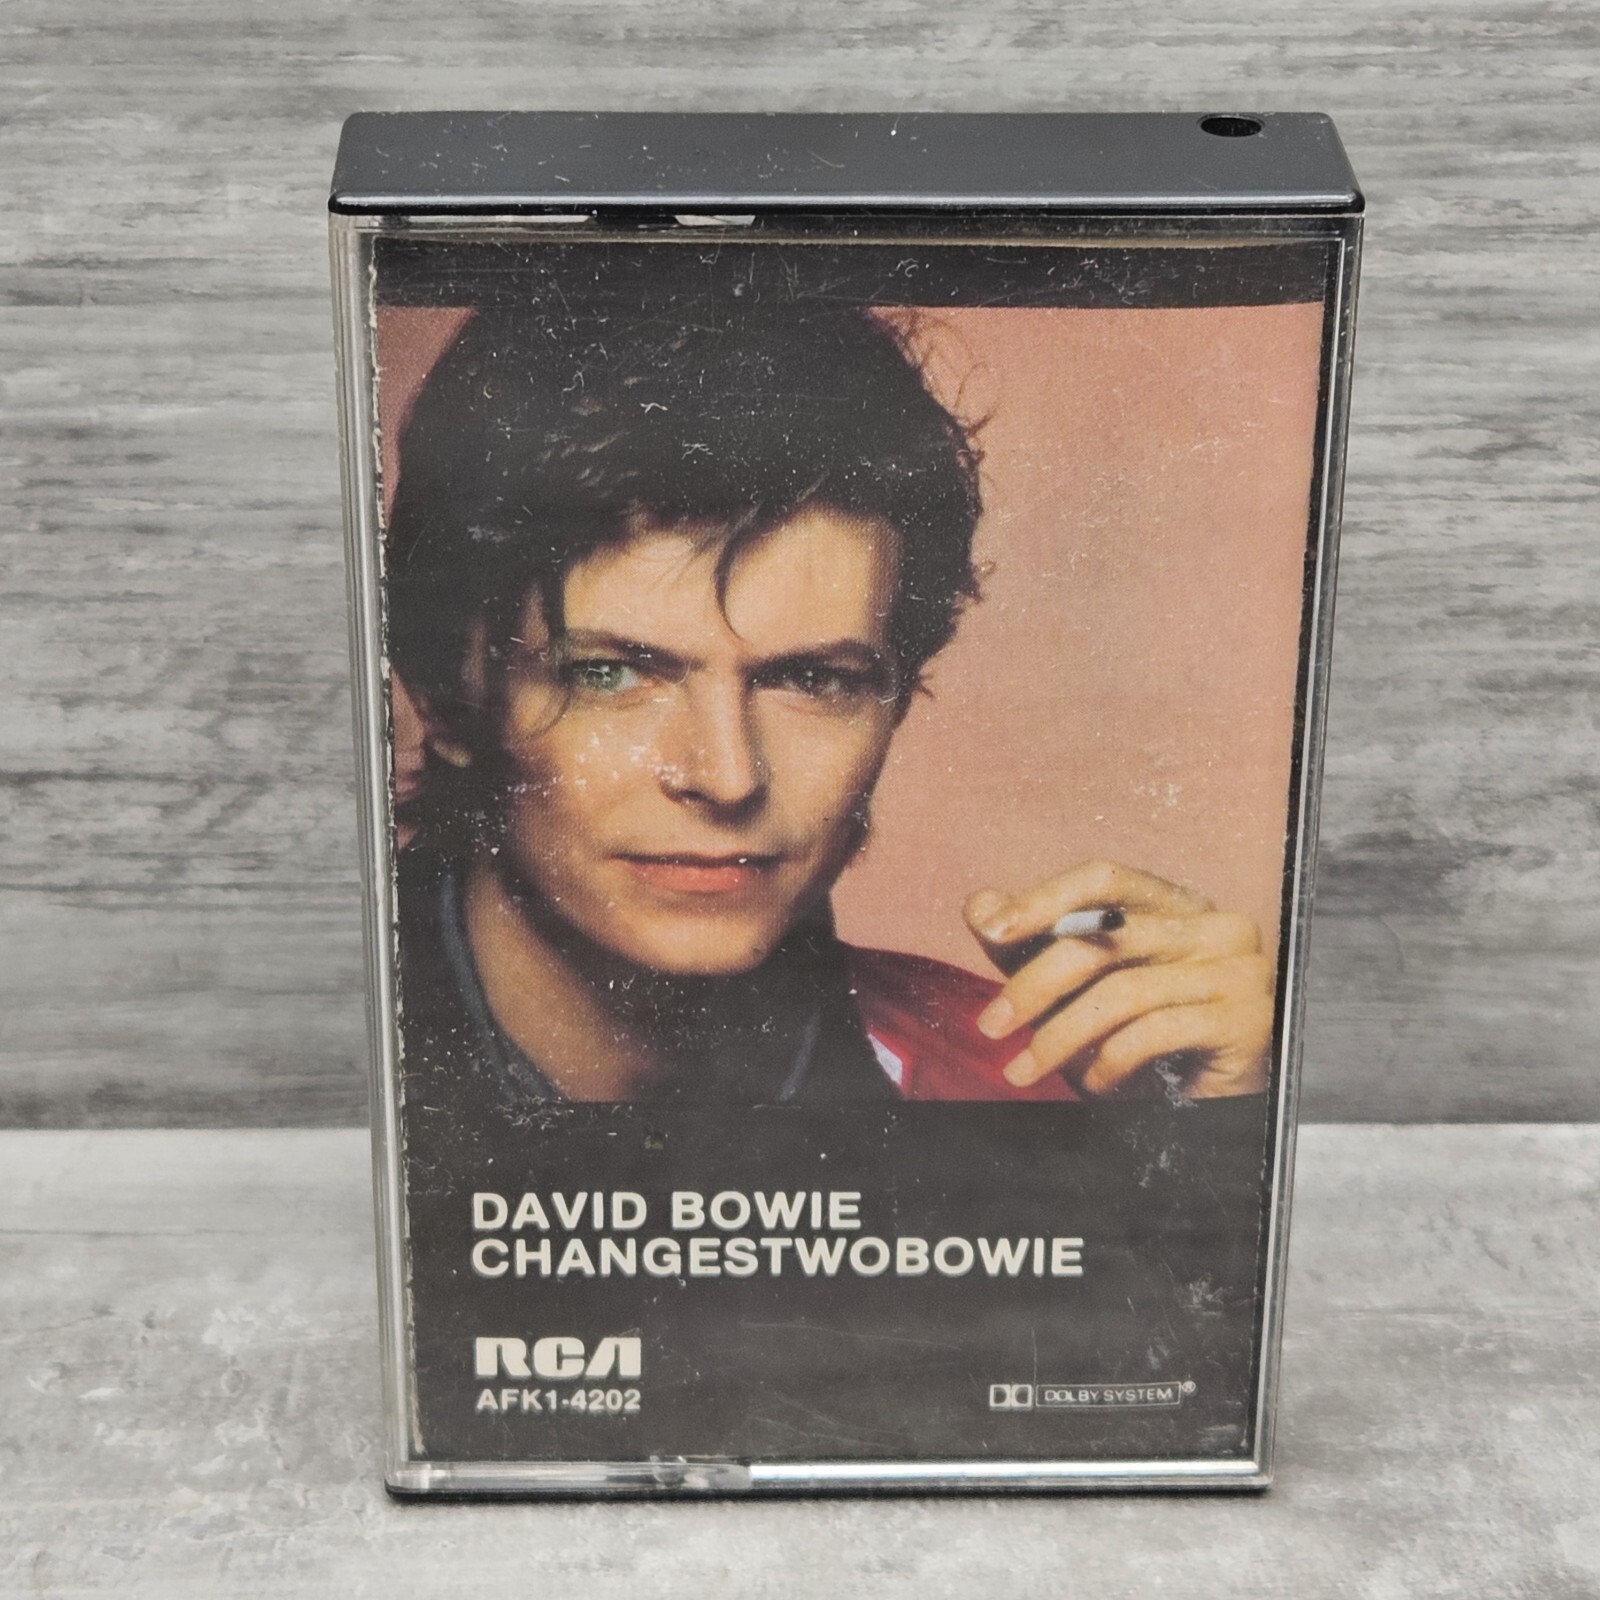 DAVID BOWIE
CHANGESTWOBOWIE
RCA
AFK1-4202
DOLBY SYSTEM®